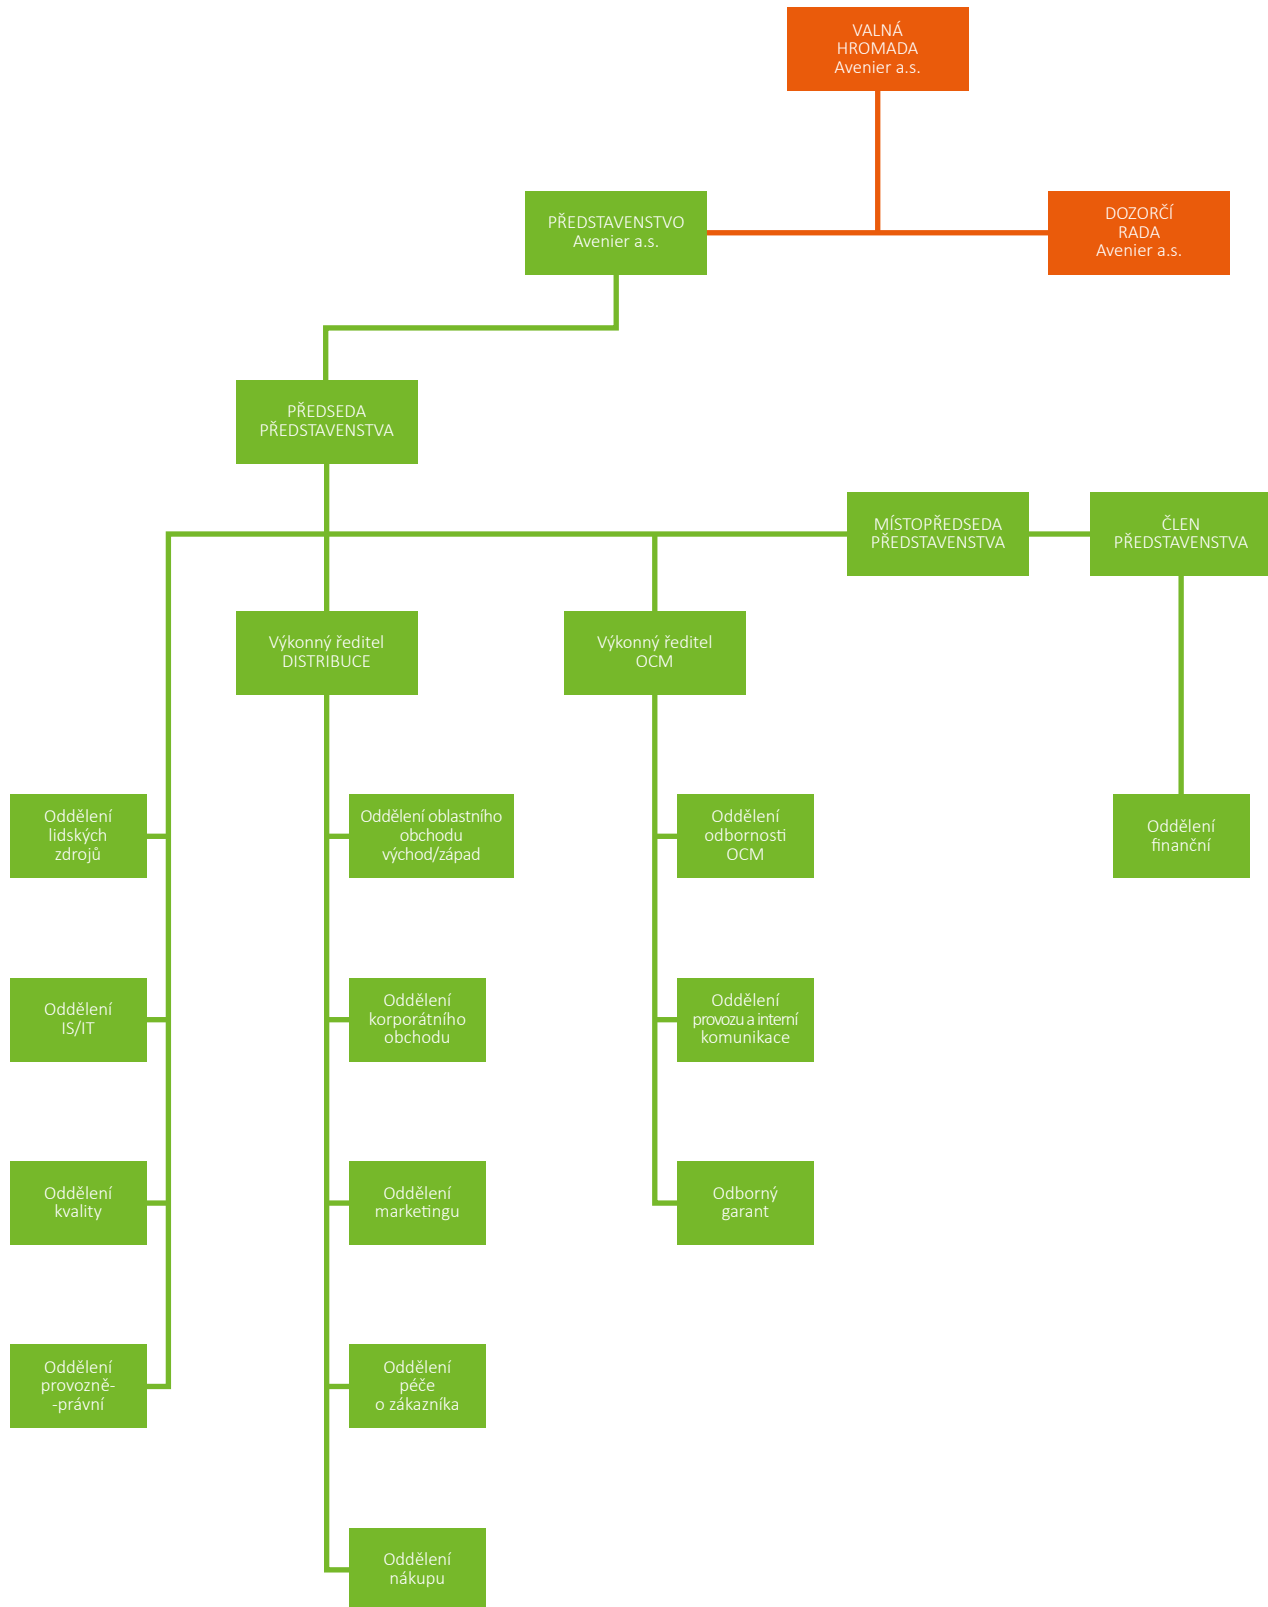 VALNÁ
HROMADA
Avenier a.s.
PŘEDSTAVENSTVO
Avenier a.s.
DOZORČÍ
RADA
Avenier a.s.
PŘEDSEDA
PŘEDSTAVENSTVA
MÍSTOPŘEDSEDA
PŘEDSTAVENSTVA
ČLEN
PŘEDSTAVENSTVA
Výkonný ředitel
DISTRIBUCE
Výkonný ředitel
OCM
Oddělení
lidských
zdrojů
Oddělení oblastního
obchodu
východ/západ
Oddělení
odbornosti
OCM
Oddělení
finanční
Oddělení
IS/IT
Oddělení
korporátního
obchodu
Oddělení
provozu a interní
komunikace
Oddělení
kvality
Oddělení
marketingu
Odborný
garant
Oddělení
provozně-
-právní
Oddělení
péče
o zákazníka
Oddělení
nákupu